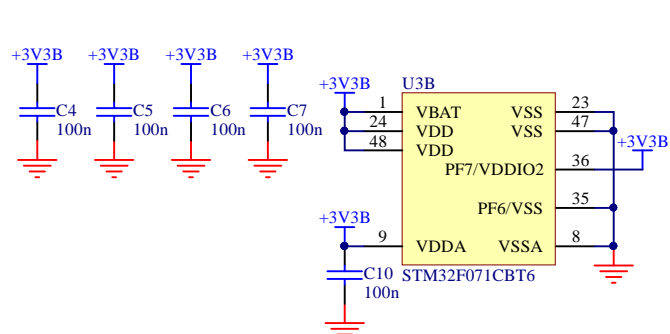 +3V3B
+3V3B
+3V3B
+3V3B
C4
100n
C5
100n
C6
100n
C7
100n
+3V3B
U3B
1
VBAT
VSS
23
24
VDD
VSS
47
48
VDD
+3V3B
PF7/VDDIO2
36
PF6/VSS
35
+3V3B
9
VDDA
VSSA
8
C10
100n
STM32F071CBT6